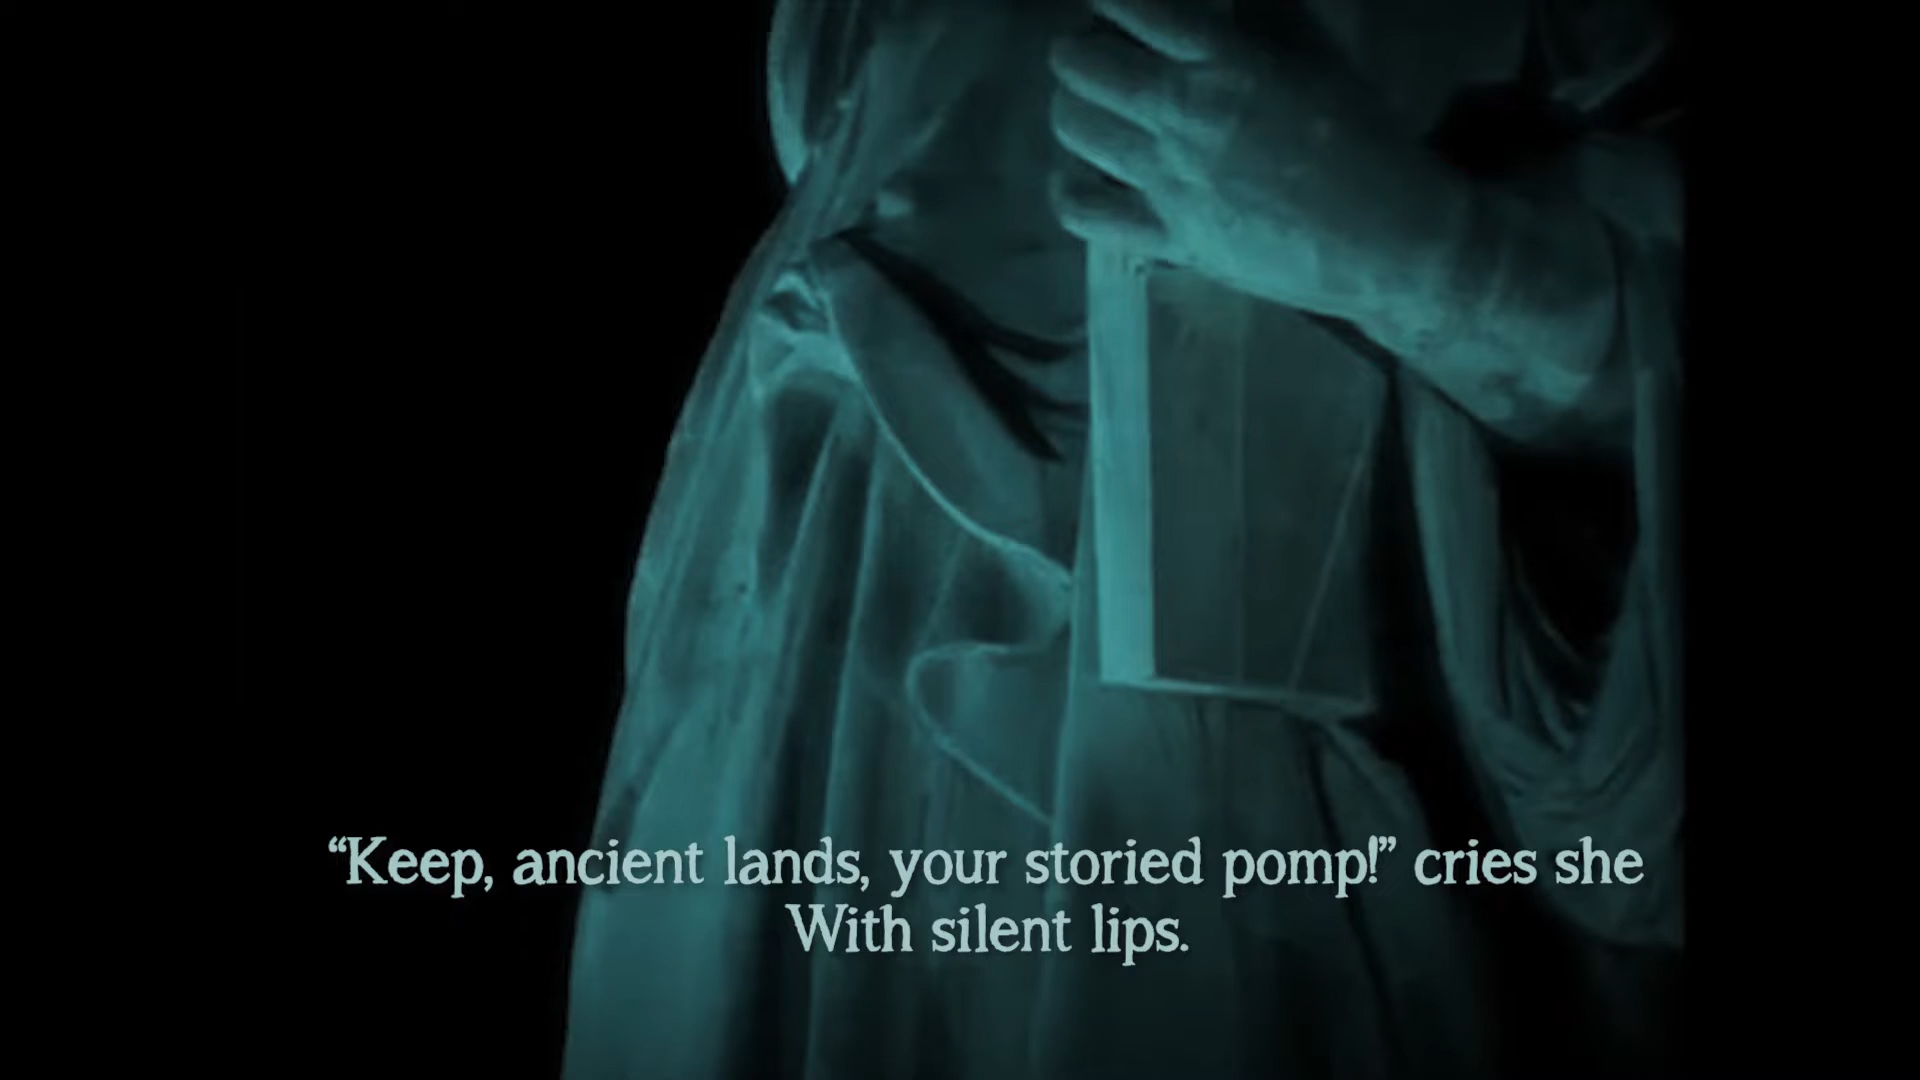 “Keep, ancient lands, your storied pomp!” cries she
With silent lips.